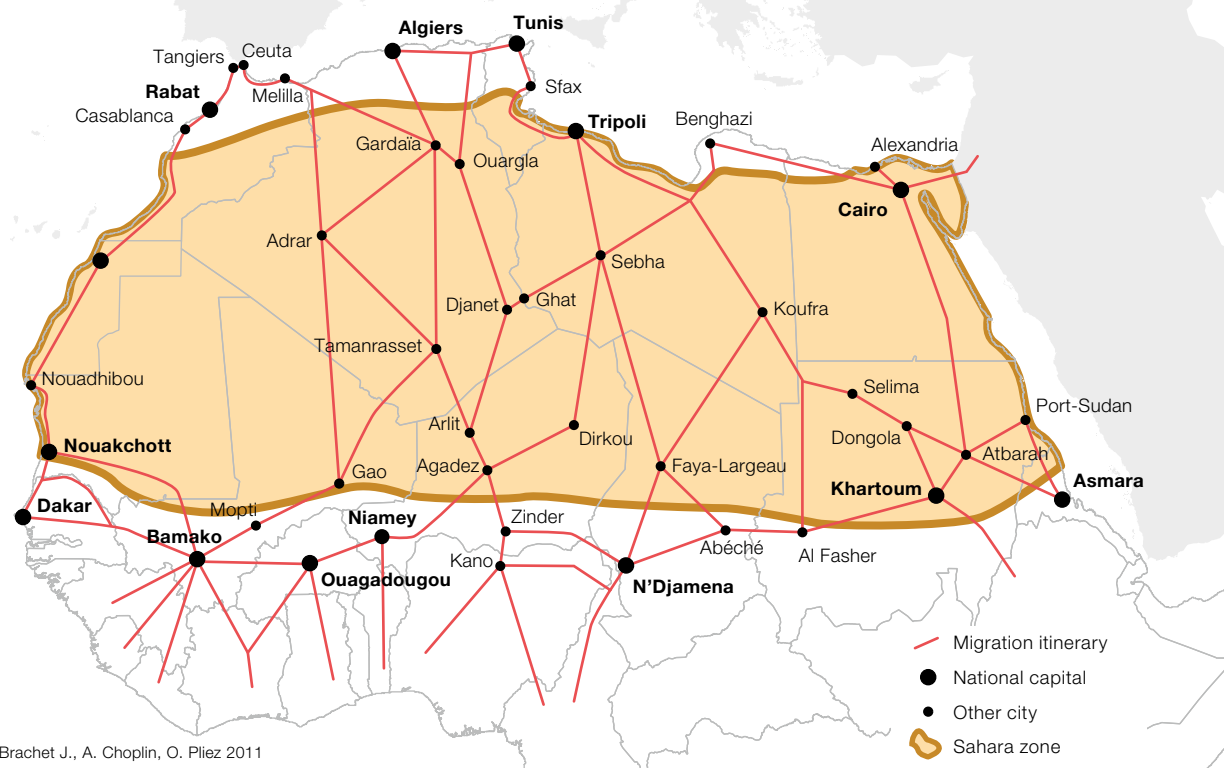 Algiers
Tunis
Tangiers
Ceuta
Rabat
Melilla
Sfax
Casablanca
Tripoli
Benghazi
Gardaïa
Ouargla
Alexandria
Cairo
Adrar
Sebha
Djanet
Ghat
Koufra
Tamanrasset
Nouadhibou
Selima
Port-Sudan
Arlit
Dirkou
Dongola
Nouakchott
Atbarah
Gao
Agadez
Faya-Largeau
Khartoum
Asmara
Dakar
Mopti
Niamey
Zinder
Bamako
Abéché
Al Fasher
Kano
Ouagadougou
N'Djamena
Migration itinerary
National capital
Other city
Sahara zone
Brachet J., A. Choplin, O. Pliez 2011